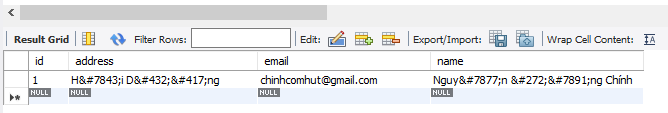 Result Grid Filter Rows: Edit: Export/Import: Wrap Cell Content: IA
id address email name
1 H&#7843;i D&#432;&#417;ng chinhcomhut@gmail.com Nguy&#7877;n &#272;&#7891;ng Chính
NULL NULL NULL NULL